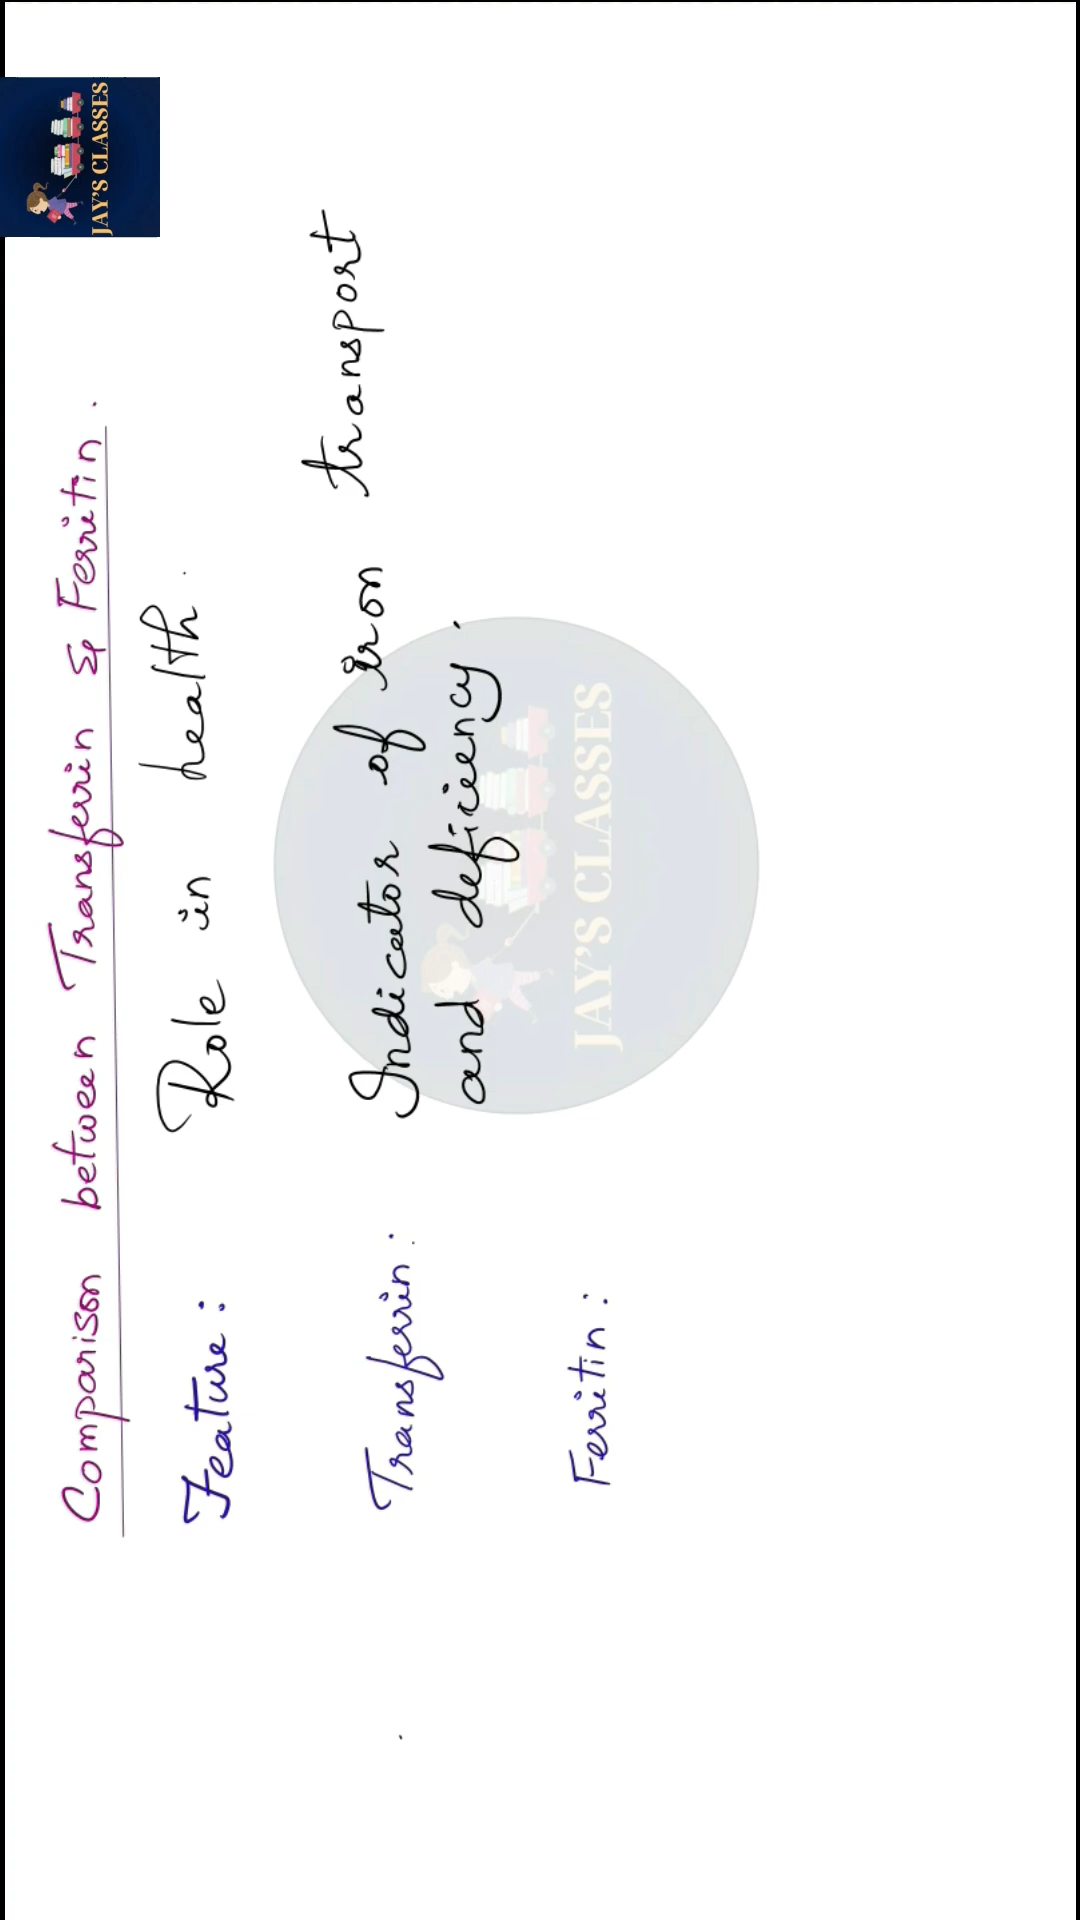 JAY'S CLASSES
Comparison between Transferrin & Ferritin.
Feature: Role in health.
Transferrin: Indicator of iron transport
and deficiency.
Ferritin:
JAY'S CLASSES